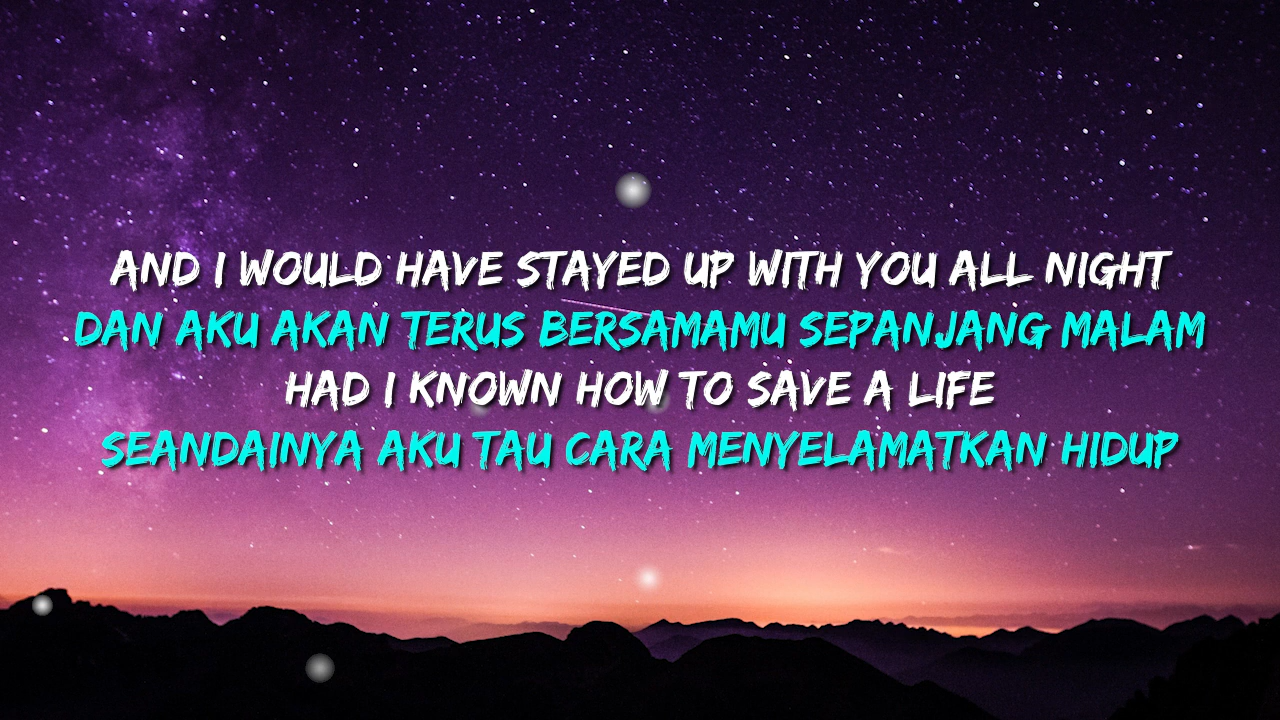 AND I WOULD HAVE STAYED UP WITH YOU ALL NIGHT
DAN AKU AKAN TERUS BERSAMAMU SEPANJANG MALAM
HAD I KNOWN HOW TO SAVE A LIFE
SEANDAINYA AKU TAU CARA MENYELAMATKAN HIDUP